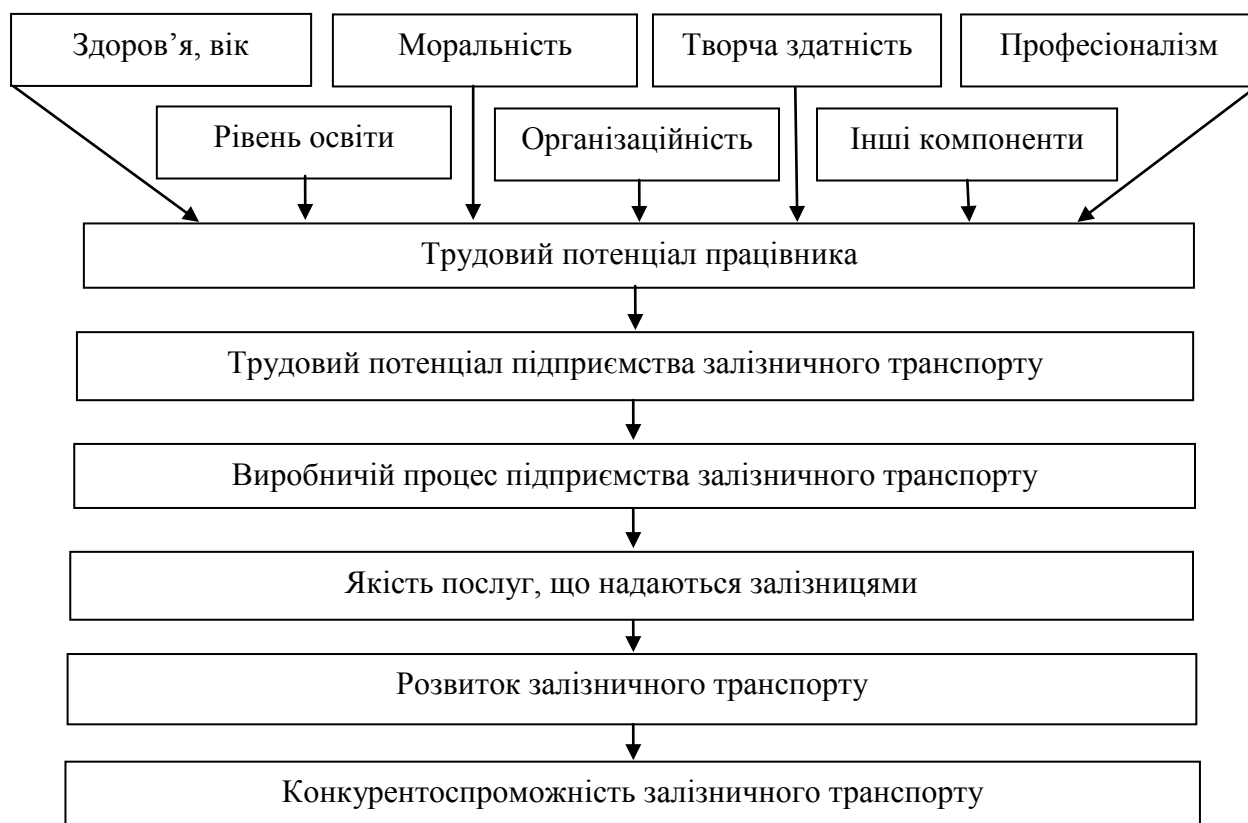 Здоров’я, вік
Моральність
Творча здатність
Професіоналізм
Рівень освіти
Організаційність
Інші компоненти
Трудовий потенціал працівника
Трудовий потенціал підприємства залізничного транспорту
Виробничій процес підприємства залізничного транспорту
Якість послуг, що надаються залізницями
Розвиток залізничного транспорту
Конкурентоспроможність залізничного транспорту